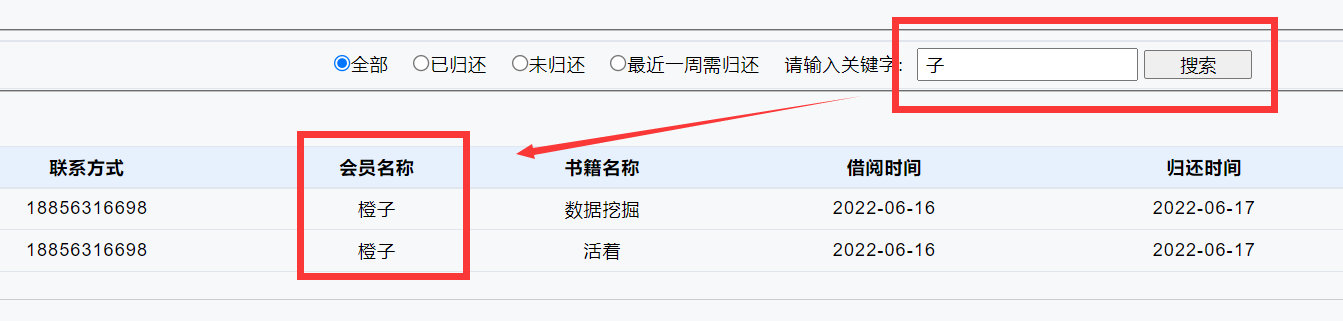 全部 已归还 未归还 最近一周需归还 请输入关键字: 子 搜索
联系方式 会员名称 书籍名称 借阅时间 归还时间
18856316698 橙子 数据挖掘 2022-06-16 2022-06-17
18856316698 橙子 活着 2022-06-16 2022-06-17